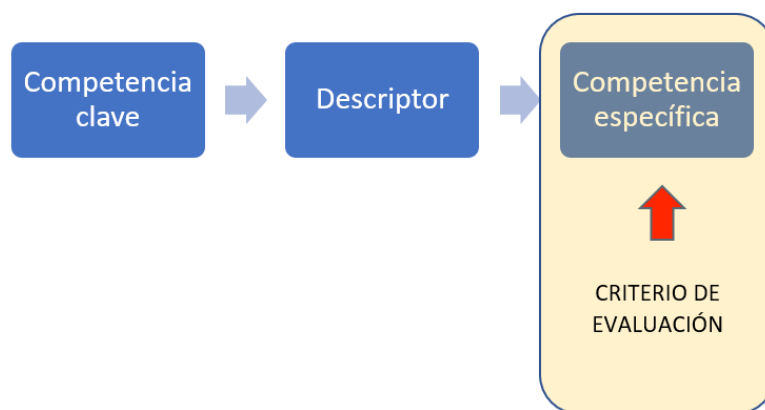 Competencia
clave
Descriptor
Competencia
específica
CRITERIO DE
EVALUACIÓN